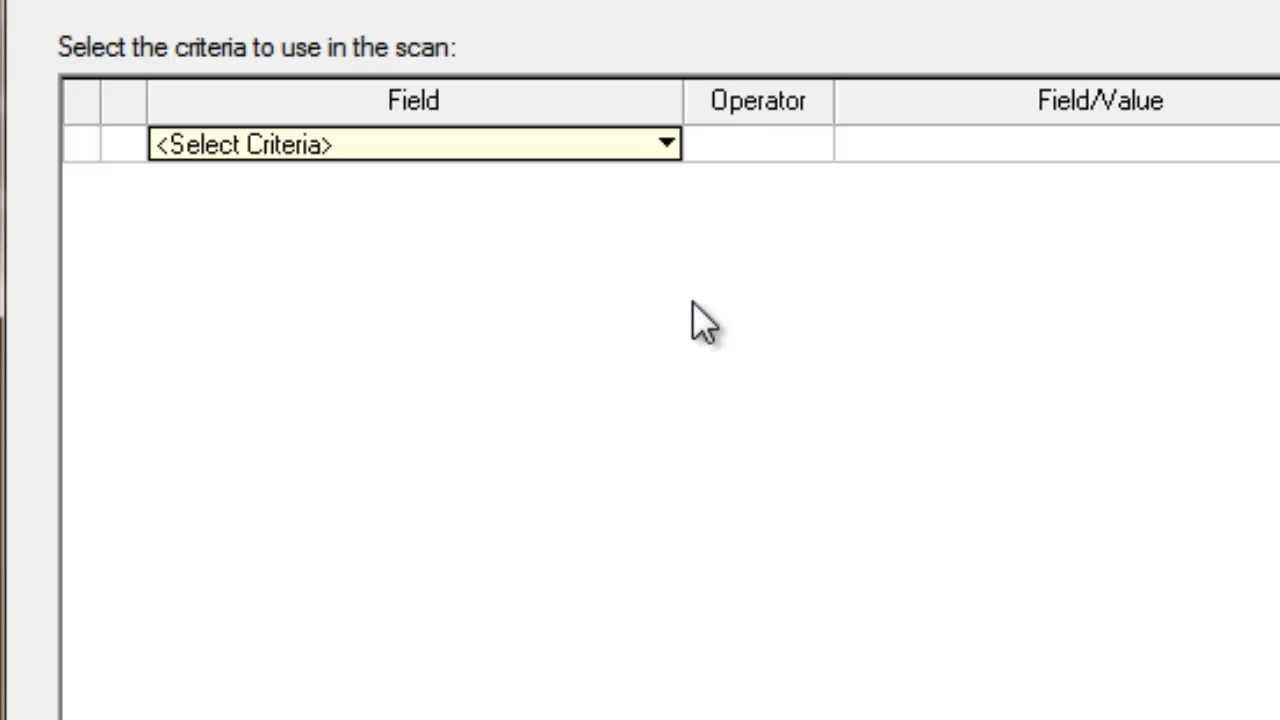 Select the criteria to use in the scan:
Field Operator Field/Value
<Select Criteria>